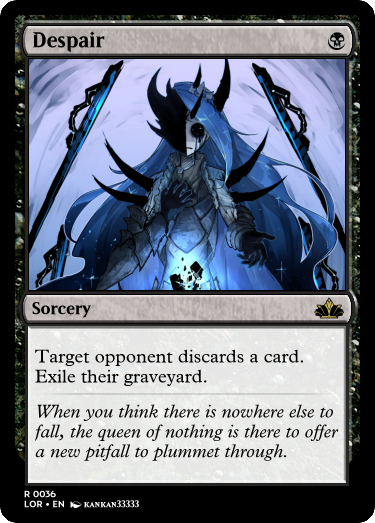 Despair
Sorcery
Target opponent discards a card.
Exile their graveyard.
When you think there is nowhere else to
fall, the queen of nothing is there to offer
a new pitfall to plummet through.
R 0036
LOR • EN KANKAN33333